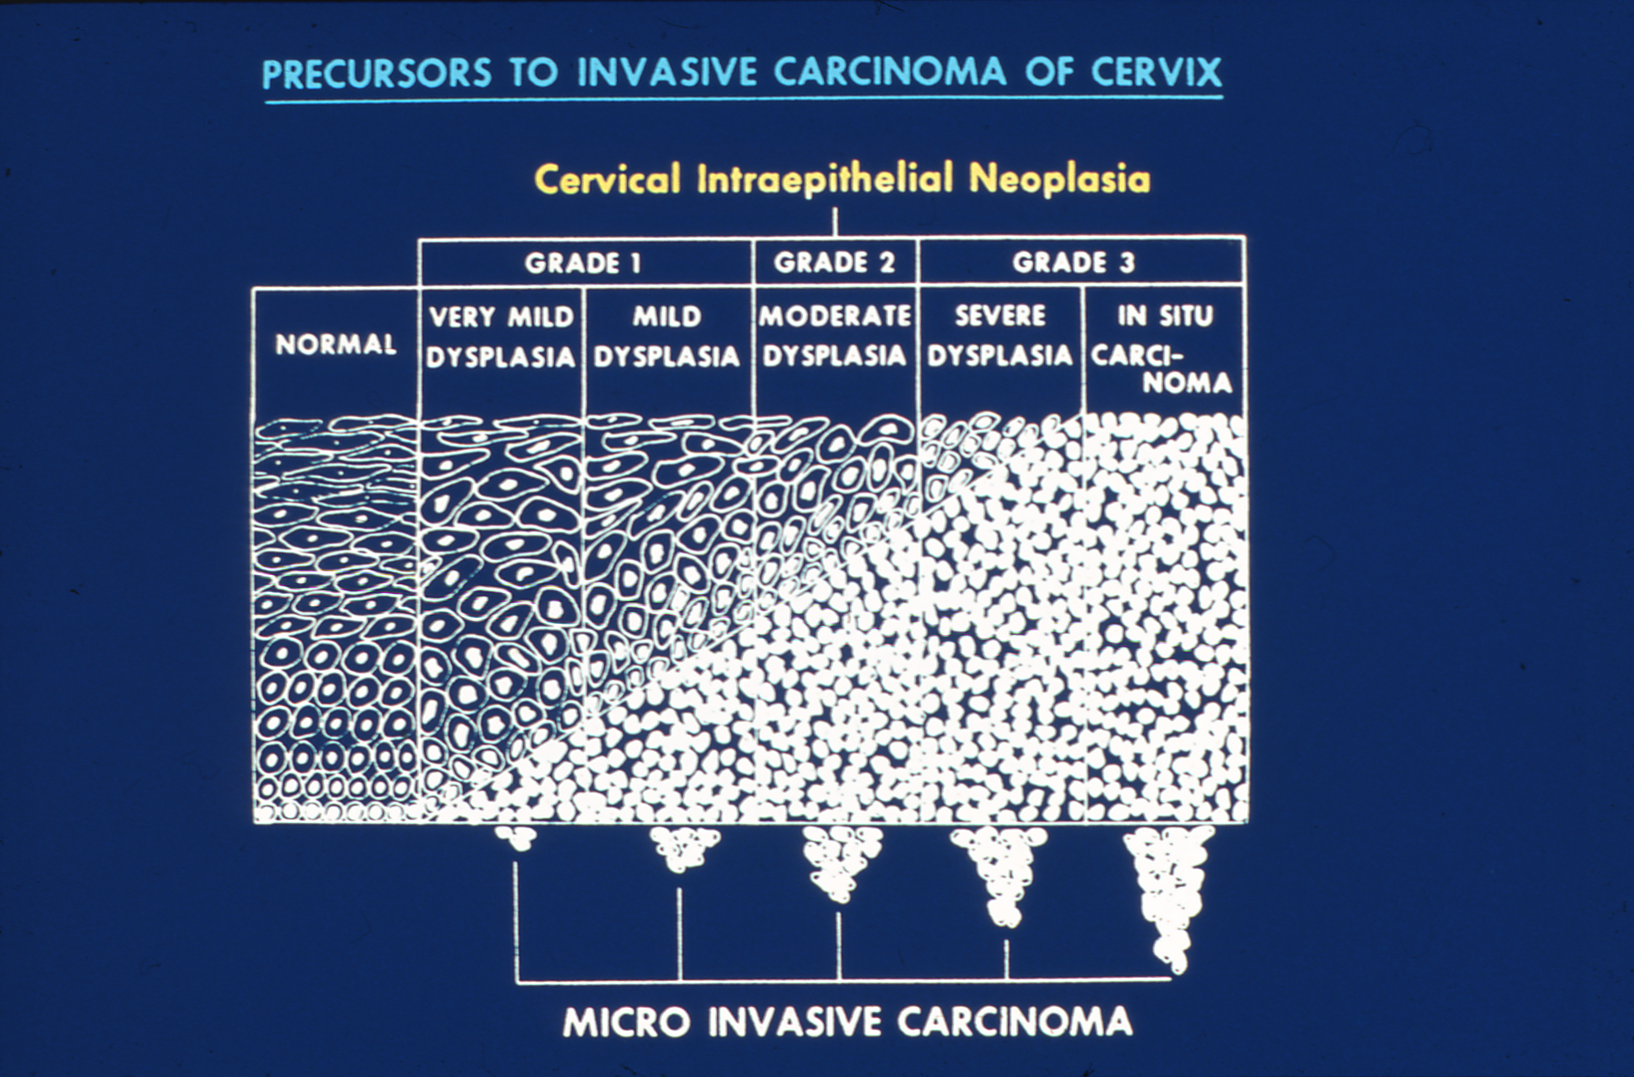 PRECURSORS TO INVASIVE CARCINOMA OF CERVIX
Cervical Intraepithelial Neoplasia
GRADE 1
GRADE 2
GRADE 3
NORMAL
VERY MILD
DYSPLASIA
MILD
DYSPLASIA
MODERATE
DYSPLASIA
SEVERE
DYSPLASIA
IN SITU
CARCI-
NOMA
MICRO INVASIVE CARCINOMA